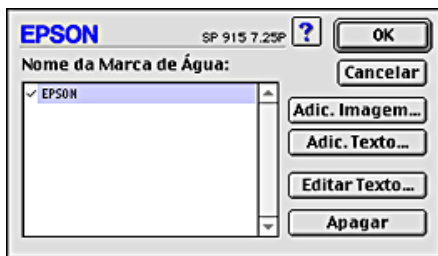 EPSON SP 915 7.25P ? OK
Nome da Marca de Água: Cancelar
✓ EPSON
Adic. Imagem...
Adic. Texto...
Editar Texto...
Apagar